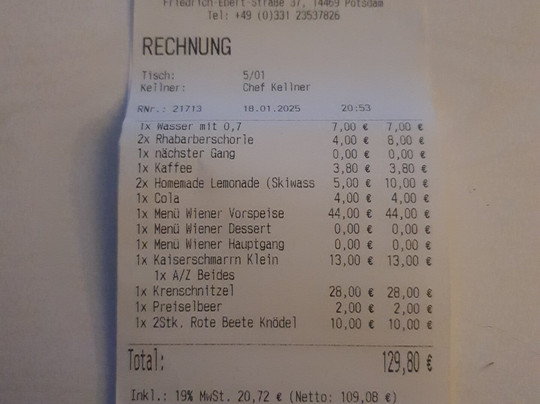 Friedrich-Ebert-Straße 37, 14469 Potsdam
Tel: +49 (0)331 23537826
RECHNUNG
Tisch: 5/01
Kellner: Chef Kellner
RNr.: 21713 18.01.2025 20:53
1x Wasser mit 0,7 7,00 € 7,00 €
2x Rhabarberschorle 4,00 € 8,00 €
1x nächster Gang 0,00 € 0,00 €
1x Kaffee 3,80 € 3,80 €
2x Homemade Lemonade (Skiwass 5,00 € 10,00 €
1x Cola 4,00 € 4,00 €
1x Menü Wiener Vorspeise 44,00 € 44,00 €
1x Menü Wiener Dessert 0,00 € 0,00 €
1x Menü Wiener Hauptgang 0,00 € 0,00 €
1x Kaiserschmarrn Klein 13,00 € 13,00 €
1x A/Z Beides
1x Krenschnitzel 28,00 € 28,00 €
1x Preiselbeer 2,00 € 2,00 €
1x 2Stk. Rote Beete Knödel 10,00 € 10,00 €
Total: 129,80 €
Inkl.: 19% MwSt. 20,72 € (Netto: 109,08 €)